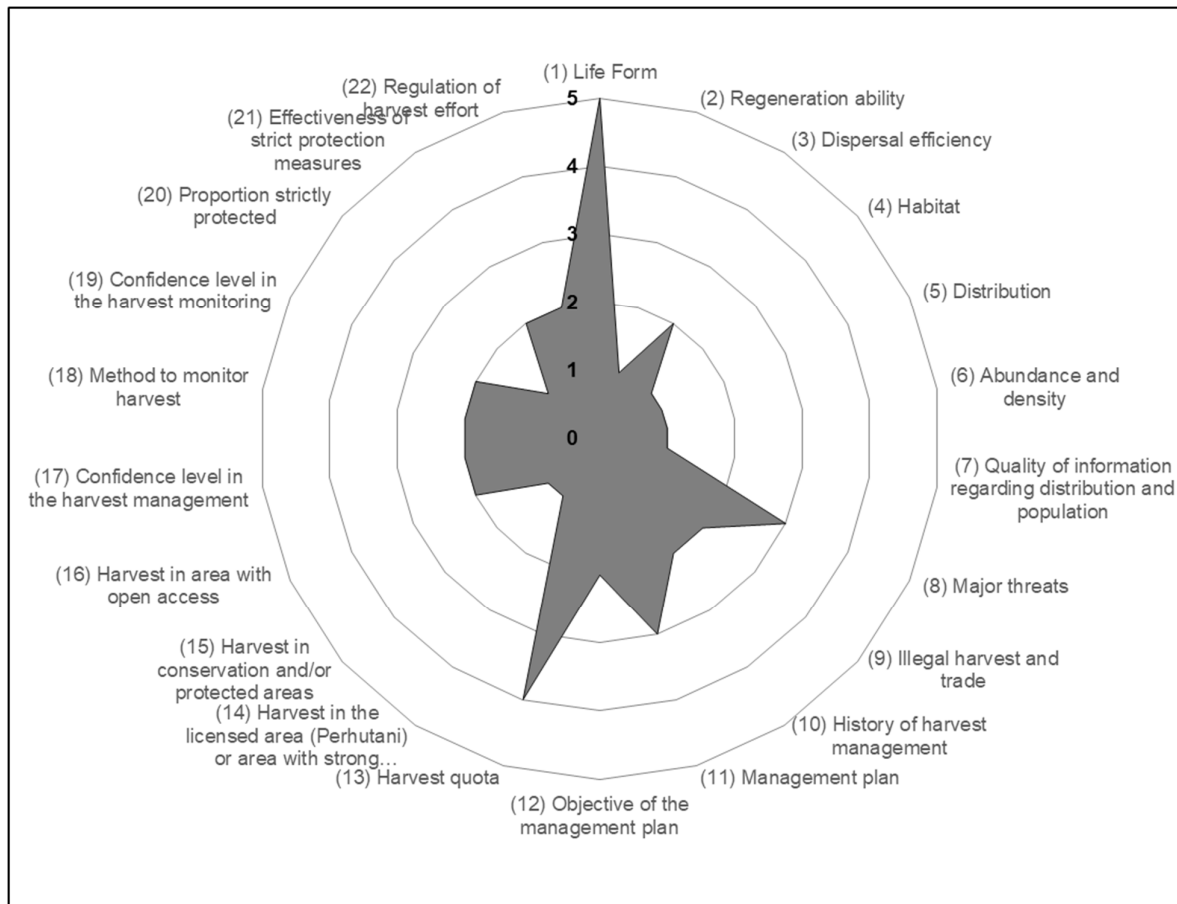 (1) Life Form
(2) Regeneration ability
(3) Dispersal efficiency
(4) Habitat
(5) Distribution
(6) Abundance and
density
(7) Quality of information
regarding distribution and
population
(8) Major threats
(9) Illegal harvest and
trade
(10) History of harvest
management
(11) Management plan
(12) Objective of the
management plan
(13) Harvest quota
(14) Harvest in the
licensed area (Perhutani)
or area with strong...
(15) Harvest in
conservation and/or
protected areas
(16) Harvest in area with
open access
(17) Confidence level in
the harvest management
(18) Method to monitor
harvest
(19) Confidence level in
the harvest monitoring
(20) Proportion strictly
protected
(21) Effectiveness of
strict protection
measures
(22) Regulation of
harvest effort
5
4
3
2
1
0